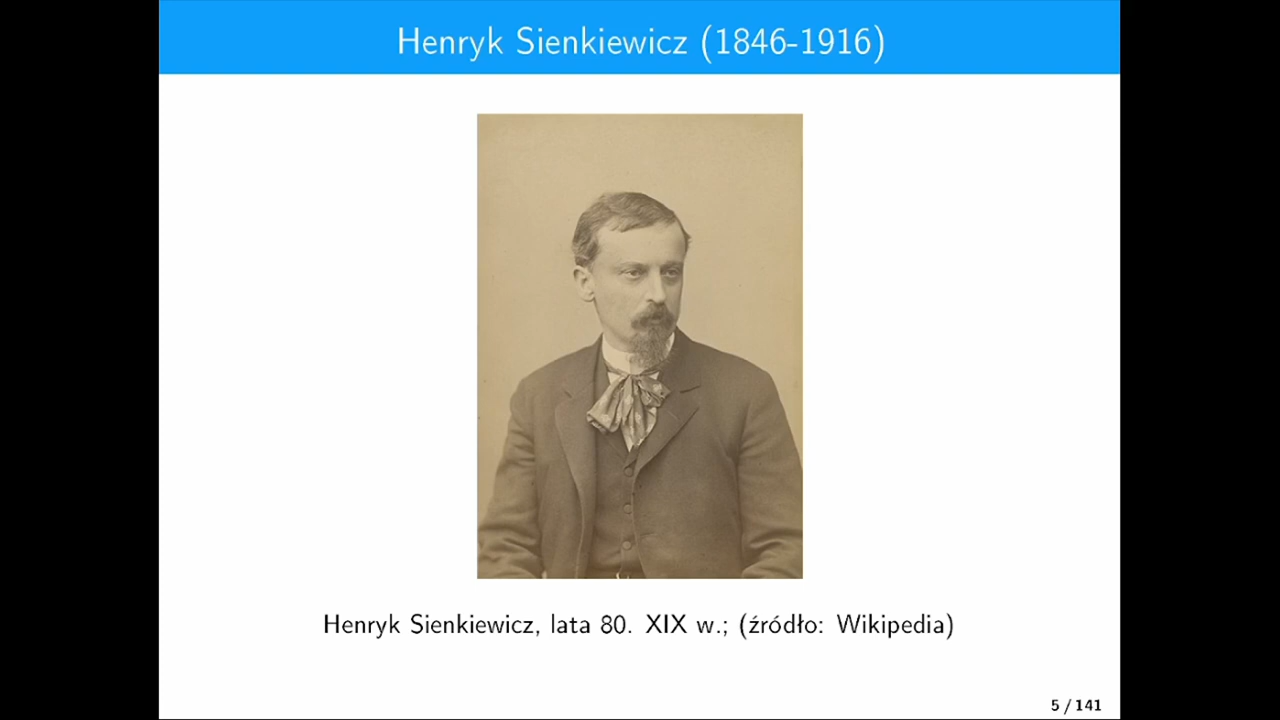 Henryk Sienkiewicz (1846-1916)
Henryk Sienkiewicz, lata 80. XIX w.; (źródło: Wikipedia)
5 / 141